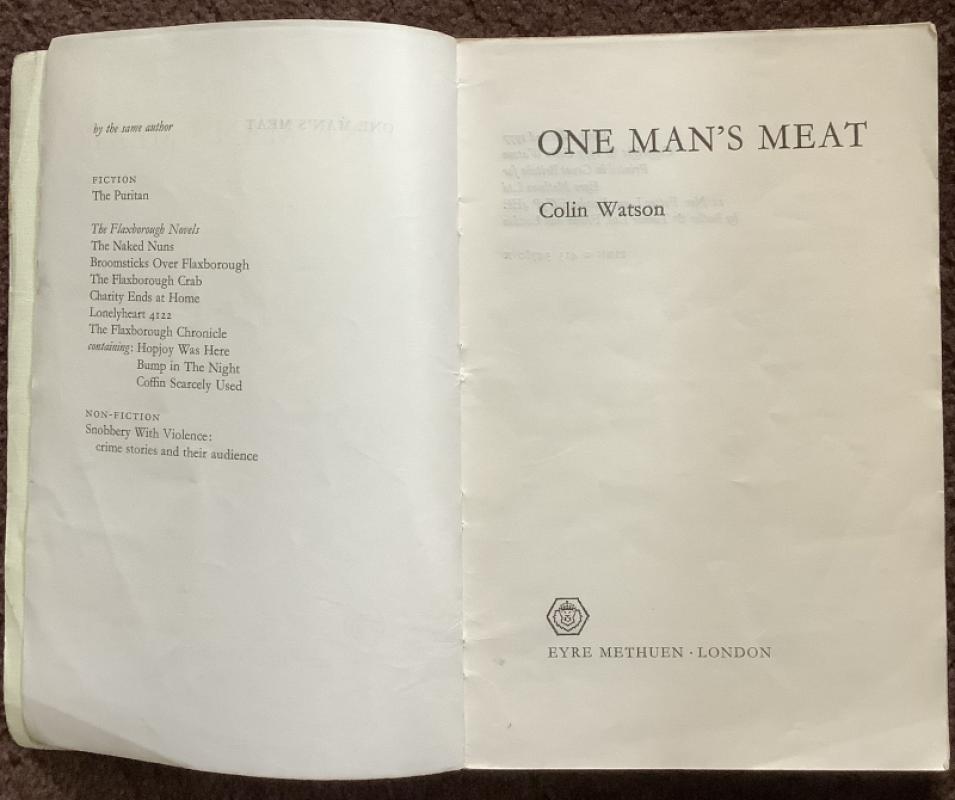 by the same author
FICTION
The Puritan
The Flaxborough Novels
The Naked Nuns
Broomsticks Over Flaxborough
The Flaxborough Crab
Charity Ends at Home
Lonelyheart 4122
The Flaxborough Chronicle
containing: Hopjoy Was Here
Bump in The Night
Coffin Scarcely Used
NON-FICTION
Snobbery With Violence:
crime stories and their audience
ONE MAN'S MEAT
Colin Watson
EYRE METHUEN · LONDON